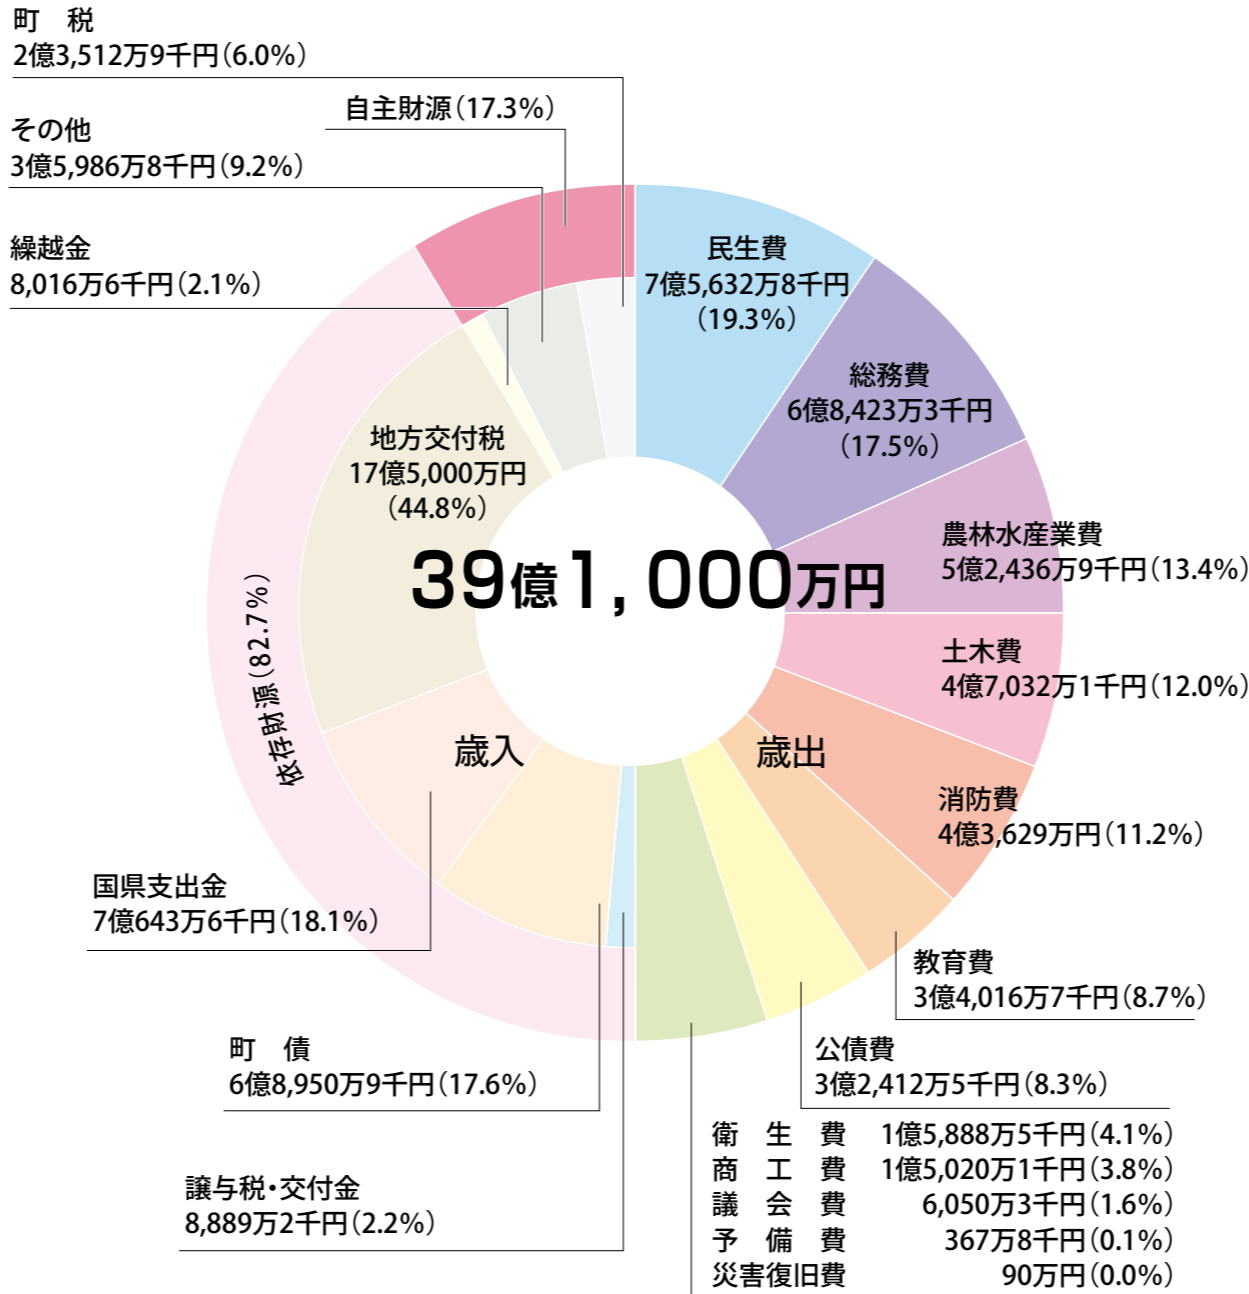 町　税
2億3,512万9千円(6.0%)
自主財源(17.3%)
その他
3億5,986万8千円(9.2%)
繰越金
8,016万6千円(2.1%)
民生費
7億5,632万8千円
(19.3%)
総務費
6億8,423万3千円
(17.5%)
地方交付税
17億5,000万円
(44.8%)
農林水産業費
5億2,436万9千円(13.4%)
39億1,000万円
依存財源(82.7%)
土木費
4億7,032万1千円(12.0%)
歳入
歳出
消防費
4億3,629万円(11.2%)
国県支出金
7億643万6千円(18.1%)
教育費
3億4,016万7千円(8.7%)
町　債
6億8,950万9千円(17.6%)
公債費
3億2,412万5千円(8.3%)
譲与税・交付金
8,889万2千円(2.2%)
衛　生　費　1億5,888万5千円(4.1%)
商　工　費　1億5,020万1千円(3.8%)
議　会　費　6,050万3千円(1.6%)
予　備　費　367万8千円(0.1%)
災害復旧費　90万円(0.0%)